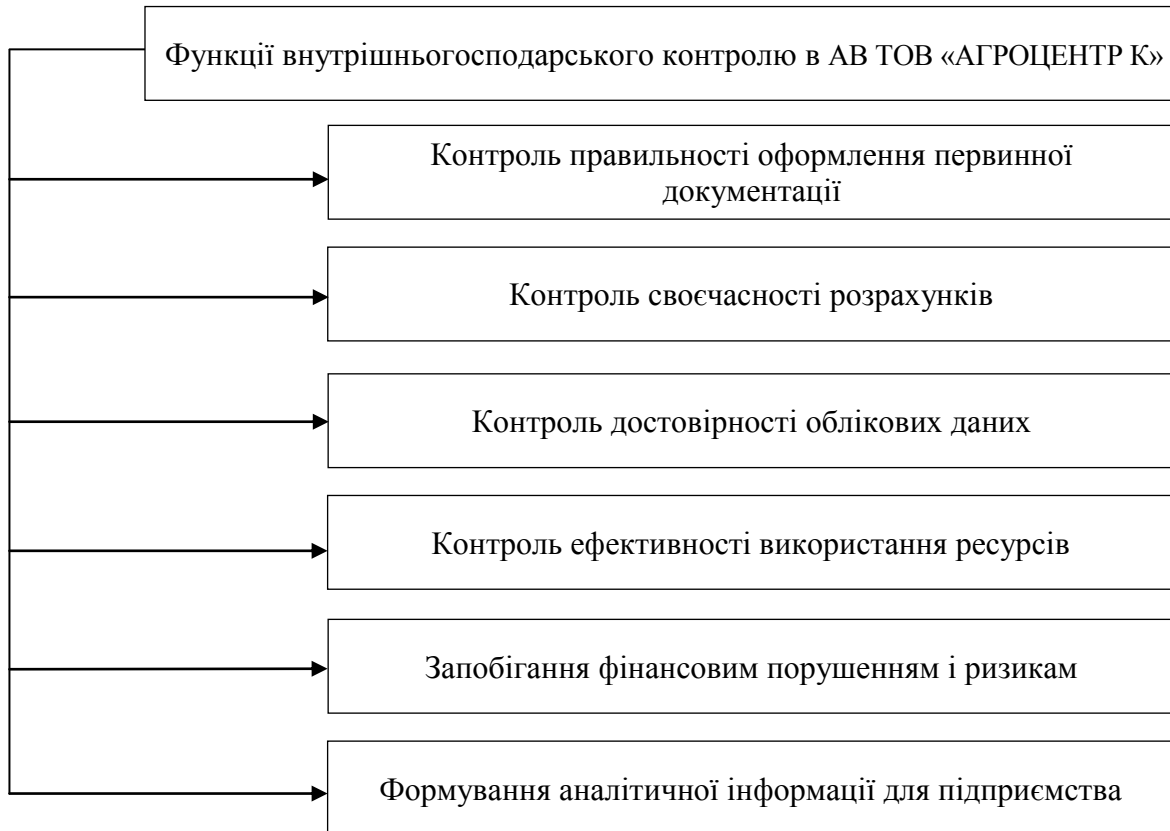 Функції внутрішньогосподарського контролю в АВ ТОВ «АГРОЦЕНТР К»
Контроль правильності оформлення первинної
документації
Контроль своєчасності розрахунків
Контроль достовірності облікових даних
Контроль ефективності використання ресурсів
Запобігання фінансовим порушенням і ризикам
Формування аналітичної інформації для підприємства